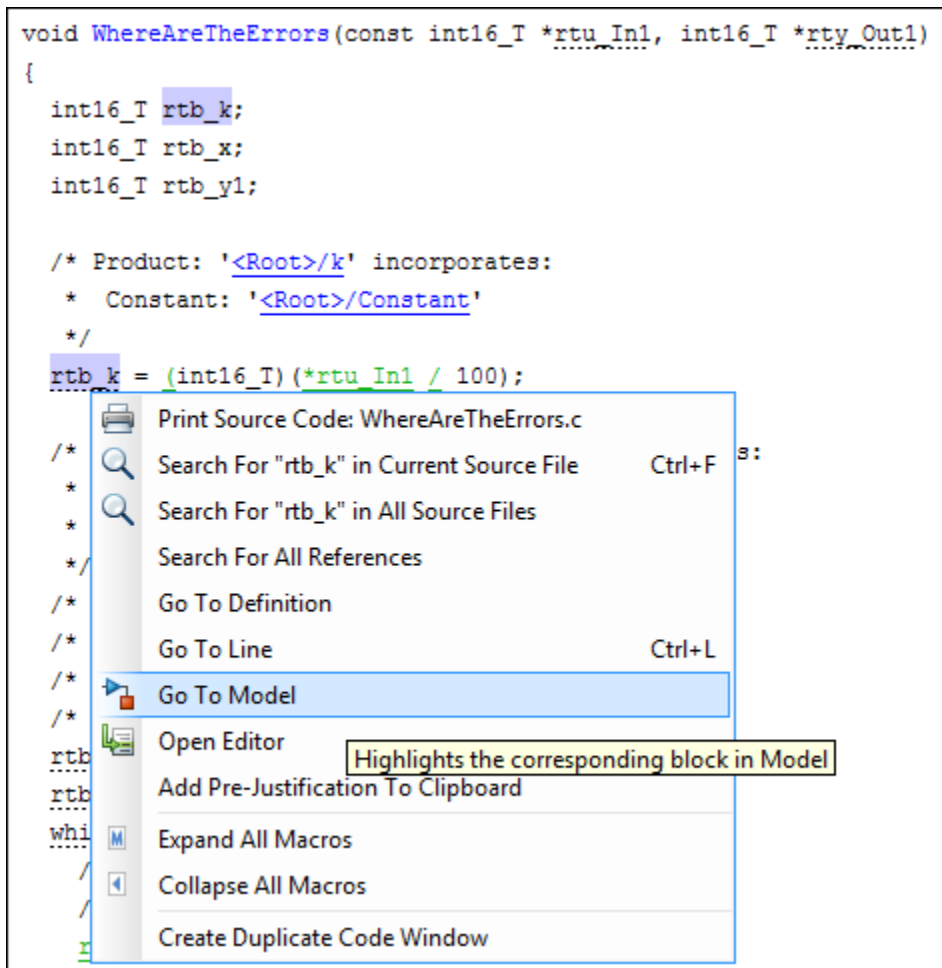 void WhereAreTheErrors(const int16_T *rtu_In1, int16_T *rty_Out1)
{
int16_T rtb_k;
int16_T rtb_x;
int16_T rtb_y1;
/* Product: '<Root>/k' incorporates:
*  Constant: '<Root>/Constant'
*/
rtb_k = (int16_T)(*rtu_In1 / 100);
Print Source Code: WhereAreTheErrors.c
/* s:
Search For "rtb_k" in Current Source File Ctrl+F
*
Search For "rtb_k" in All Source Files
*
Search For All References
*/
Go To Definition
/*
Go To Line Ctrl+L
/*
Go To Model
/*
/*
Open Editor
Highlights the corresponding block in Model
rtb
Add Pre-Justification To Clipboard
rtb
whi
M Expand All Macros
/
Collapse All Macros
/
Create Duplicate Code Window
r